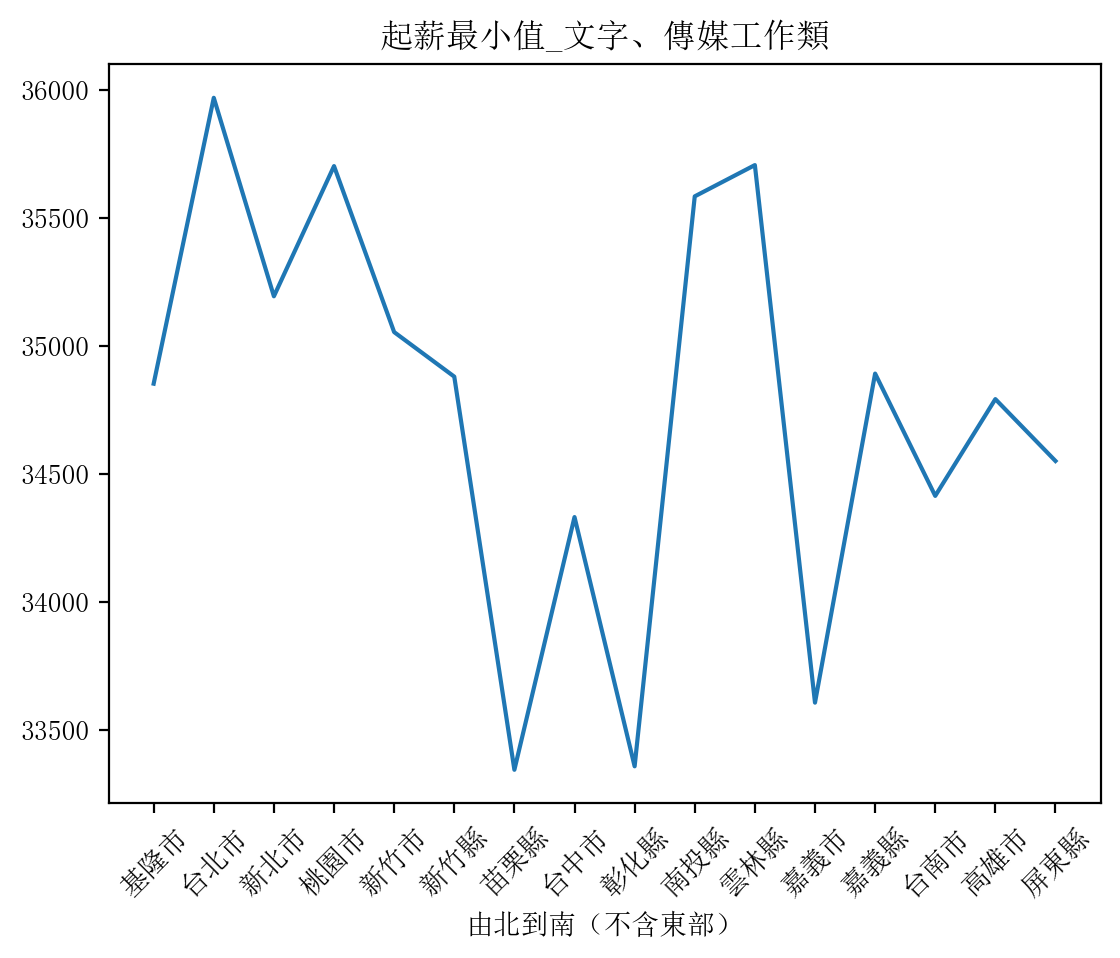 起薪最小值_文字、傳媒工作類
36000
35500
35000
34500
34000
33500
基隆市
台北市
新北市
桃園市
新竹市
新竹縣
苗栗縣
台中市
彰化縣
南投縣
雲林縣
嘉義市
嘉義縣
台南市
高雄市
屏東縣
由北到南（不含東部）